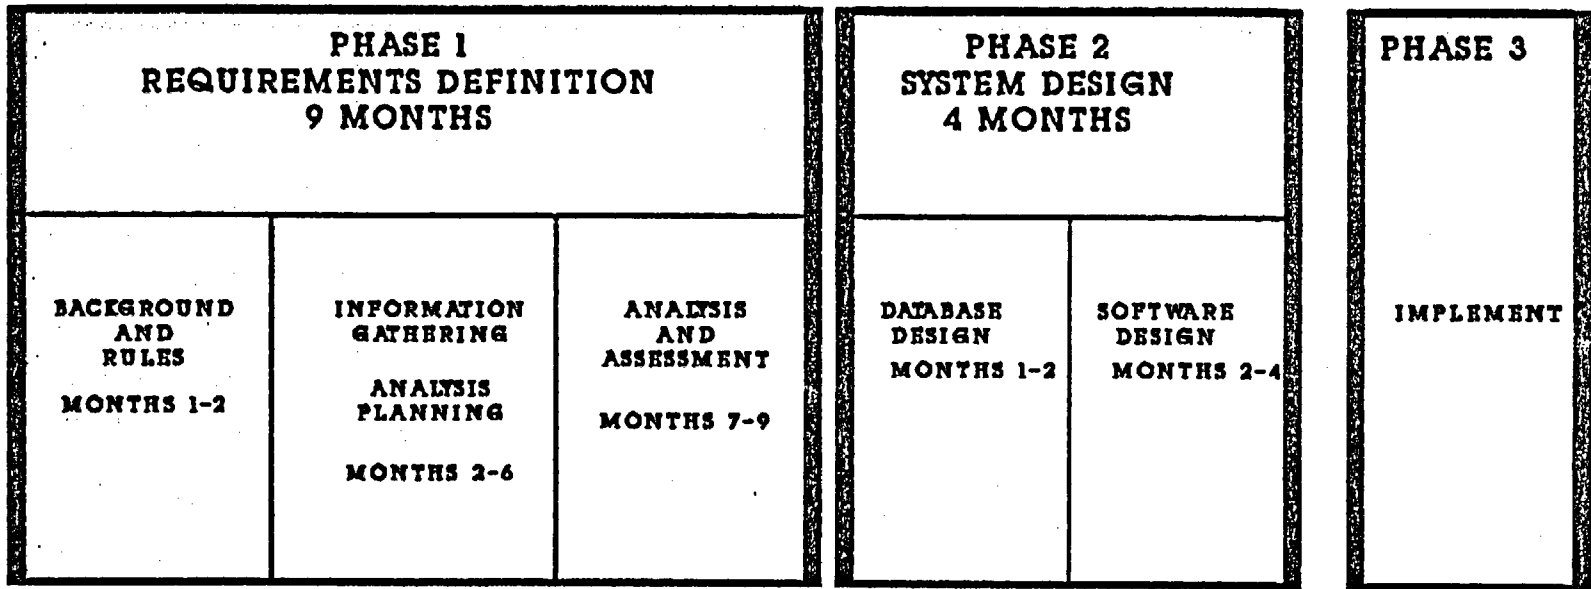 PHASE 1
REQUIREMENTS DEFINITION
9 MONTHS
BACKGROUND
AND
RULES
MONTHS 1-2
INFORMATION
GATHERING
ANALYSIS
PLANNING
MONTHS 2-6
ANALYSIS
AND
ASSESSMENT
MONTHS 7-9
PHASE 2
SYSTEM DESIGN
4 MONTHS
DATABASE
DESIGN
MONTHS 1-2
SOFTWARE
DESIGN
MONTHS 2-4
PHASE 3
IMPLEMENT